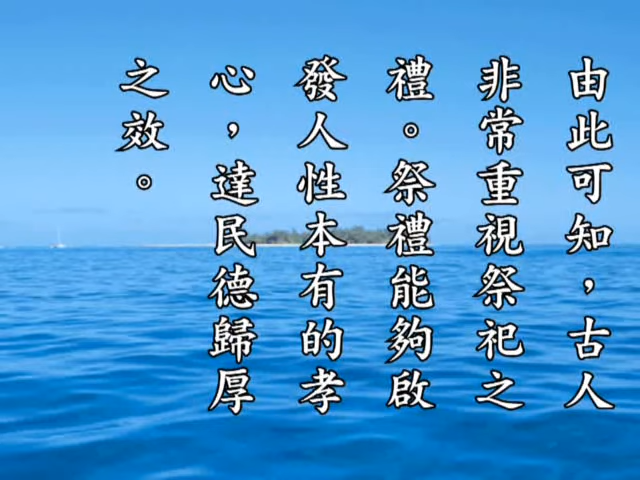 由此可知，古人
非常重視祭祀之
禮。祭禮能夠啟
發人性本有的孝
心，達民德歸厚
之效。